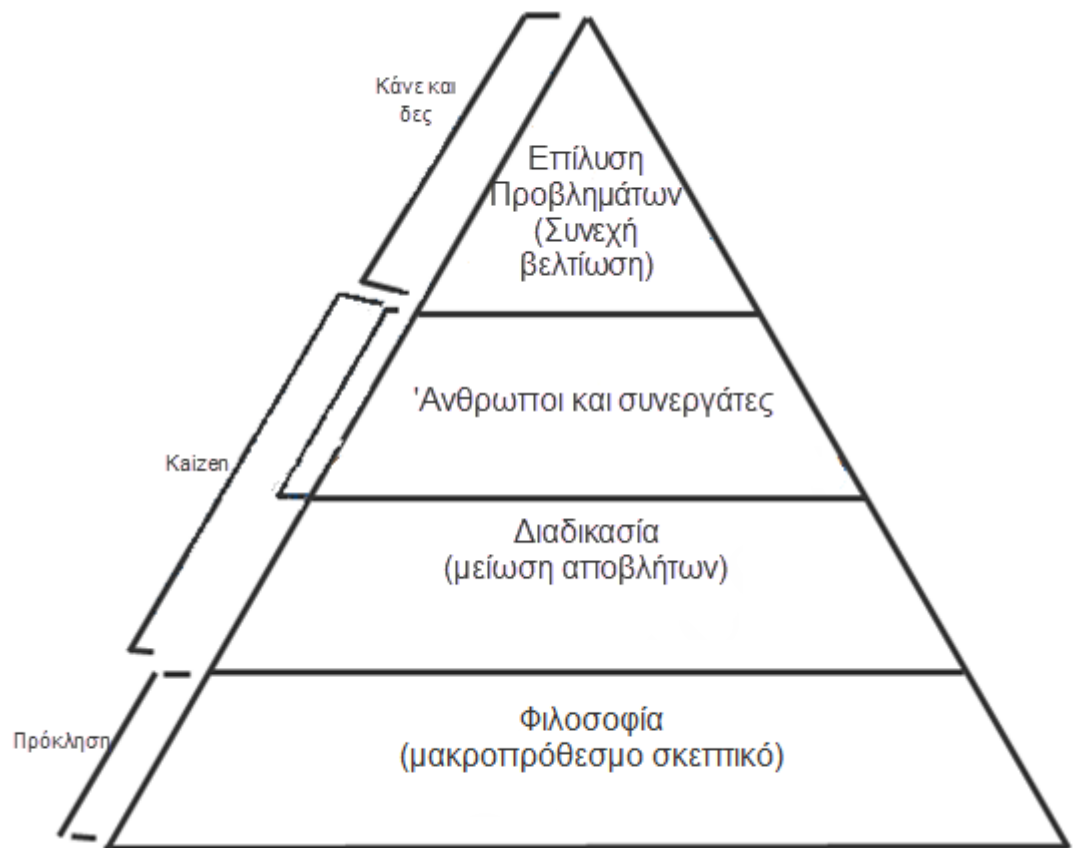 Κάνε και
δες
Επίλυση
Προβλημάτων
(Συνεχή
βελτίωση)
'Ανθρωποι και συνεργάτες
Kaizen
Διαδικασία
(μείωση αποβλήτων)
Φιλοσοφία
(μακροπρόθεσμο σκεπτικό)
Πρόκληση